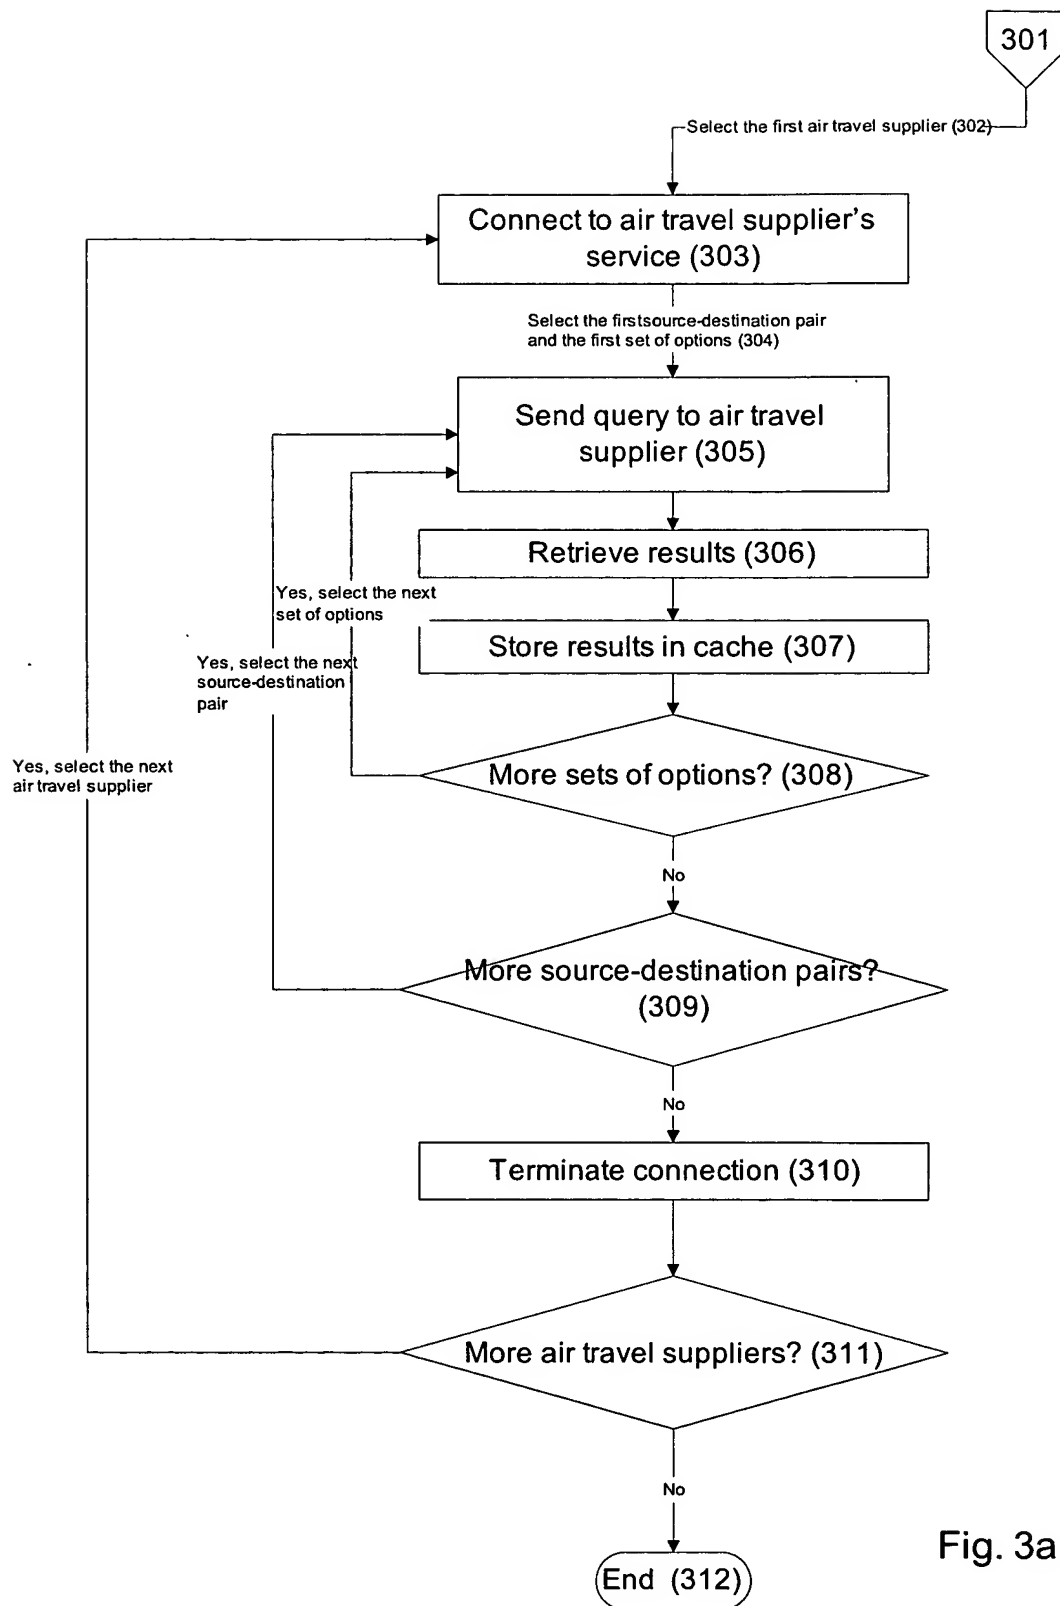 301
Select the first air travel supplier (302)
Connect to air travel supplier's
service (303)
Select the firstsource-destination pair
and the first set of options (304)
Send query to air travel
supplier (305)
Retrieve results (306)
Yes, select the next
set of options
Store results in cache (307)
Yes, select the next
source-destination
pair
Yes, select the next
air travel supplier
More sets of options? (308)
No
More source-destination pairs?
(309)
No
Terminate connection (310)
More air travel suppliers? (311)
No
End (312)
Fig. 3a